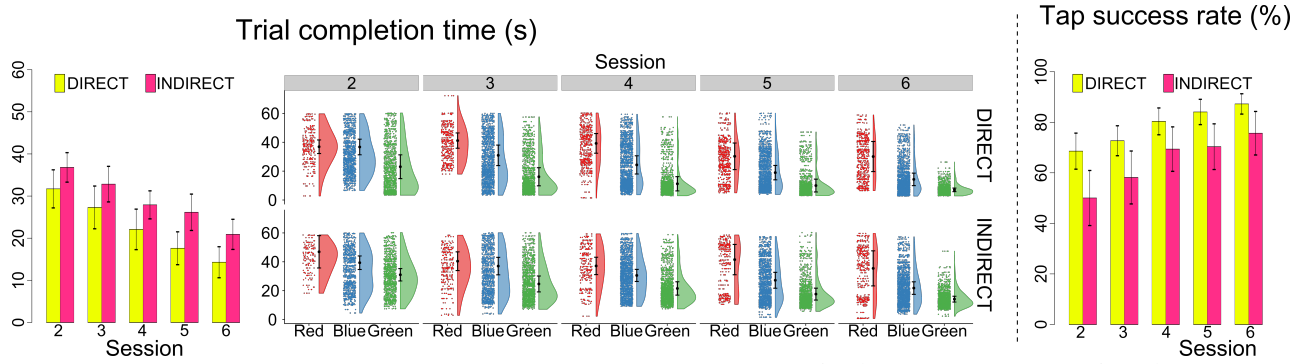 Trial completion time (s)
Tap success rate (%)
DIRECT INDIRECT
60
50
40
30
20
10
0
2 3 4 5 6
Session
Session
2 3 4 5 6
60
40
20
0
DIRECT
60
40
20
0
INDIRECT
Red Blue Green Red Blue Green Red Blue Green Red Blue Green Red Blue Green
DIRECT INDIRECT
100
80
60
40
20
0
2 3 4 5 6
Session